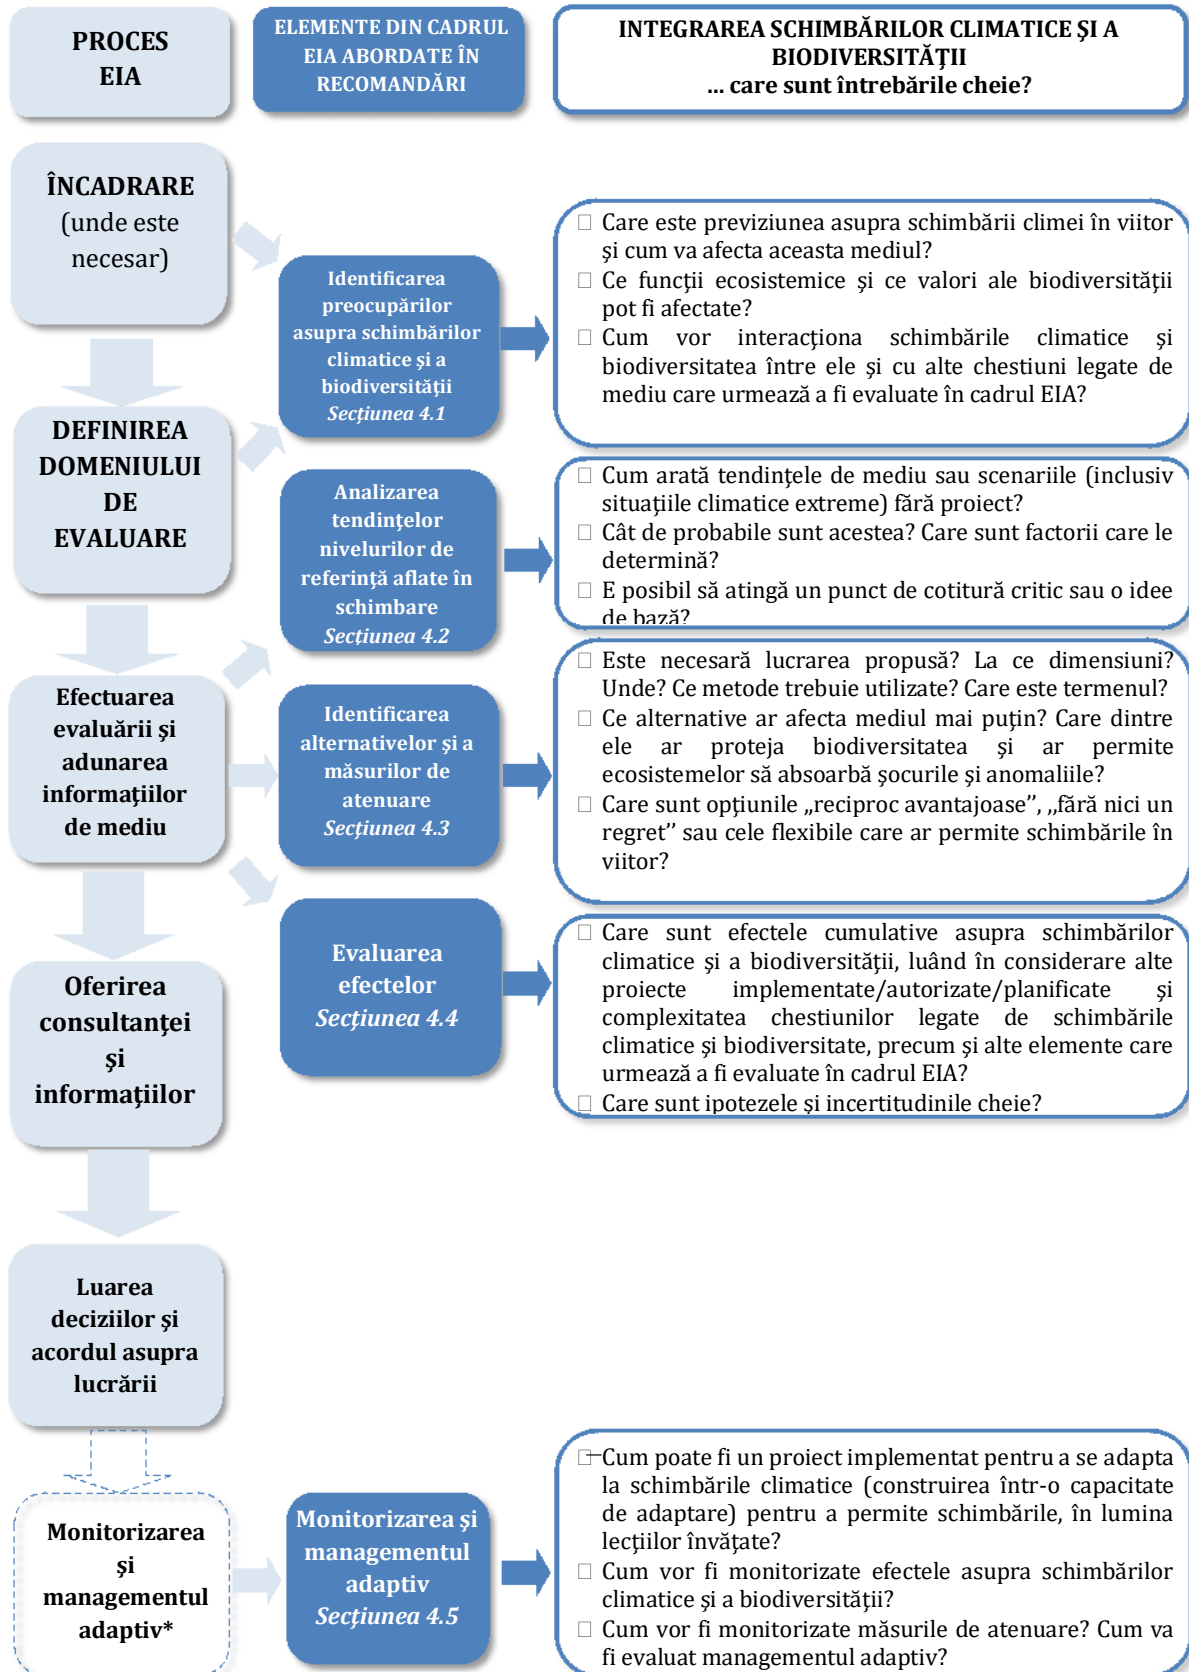 PROCES
EIA
ELEMENTE DIN CADRUL
EIA ABORDATE ÎN
RECOMANDĂRI
INTEGRAREA SCHIMBĂRILOR CLIMATICE ŞI A
BIODIVERSITĂŢII
... care sunt întrebările cheie?
ÎNCADRARE
(unde este
necesar)
Identificarea
preocupărilor
asupra schimbărilor
climatice şi a
biodiversităţii
Secţiunea 4.1
☐ Care este previziunea asupra schimbării climei în viitor
şi cum va afecta aceasta mediul?
☐ Ce funcţii ecosistemice şi ce valori ale biodiversităţii
pot fi afectate?
☐ Cum vor interacţiona schimbările climatice şi
biodiversitatea între ele şi cu alte chestiuni legate de
mediu care urmează a fi evaluate în cadrul EIA?
DEFINIREA
DOMENIULUI
DE
EVALUARE
Analizarea
tendinţelor
nivelurilor de
referinţă aflate în
schimbare
Secţiunea 4.2
☐ Cum arată tendinţele de mediu sau scenariile (inclusiv
situaţiile climatice extreme) fără proiect?
☐ Cât de probabile sunt acestea? Care sunt factorii care le
determină?
☐ E posibil să atingă un punct de cotitură critic sau o idee
de bază?
Efectuarea
evaluării şi
adunarea
informaţiilor
de mediu
Identificarea
alternativelor şi a
măsurilor de
atenuare
Secţiunea 4.3
☐ Este necesară lucrarea propusă? La ce dimensiuni?
Unde? Ce metode trebuie utilizate? Care este termenul?
☐ Ce alternative ar afecta mediul mai puţin? Care dintre
ele ar proteja biodiversitatea şi ar permite
ecosistemelor să absoarbă şocurile şi anomaliile?
☐ Care sunt opţiunile „reciproc avantajoase’’, „fără nici un
regret’’ sau cele flexibile care ar permite schimbările în
viitor?
Oferirea
consultanţei
şi
informaţiilor
Evaluarea
efectelor
Secţiunea 4.4
☐ Care sunt efectele cumulative asupra schimbărilor
climatice şi a biodiversităţii, luând în considerare alte
proiecte implementate/autorizate/planificate şi
complexitatea chestiunilor legate de schimbările
climatice şi biodiversitate, precum şi alte elemente care
urmează a fi evaluate în cadrul EIA?
☐ Care sunt ipotezele şi incertitudinile cheie?
Luarea
deciziilor şi
acordul asupra
lucrării
Monitorizarea
şi
managementul
adaptiv*
Monitorizarea şi
managementul
adaptiv
Secţiunea 4.5
☐ Cum poate fi un proiect implementat pentru a se adapta
la schimbările climatice (construirea într-o capacitate
de adaptare) pentru a permite schimbările, în lumina
lecţiilor învăţate?
☐ Cum vor fi monitorizate efectele asupra schimbărilor
climatice şi a biodiversităţii?
☐ Cum vor fi monitorizate măsurile de atenuare? Cum va
fi evaluat managementul adaptiv?